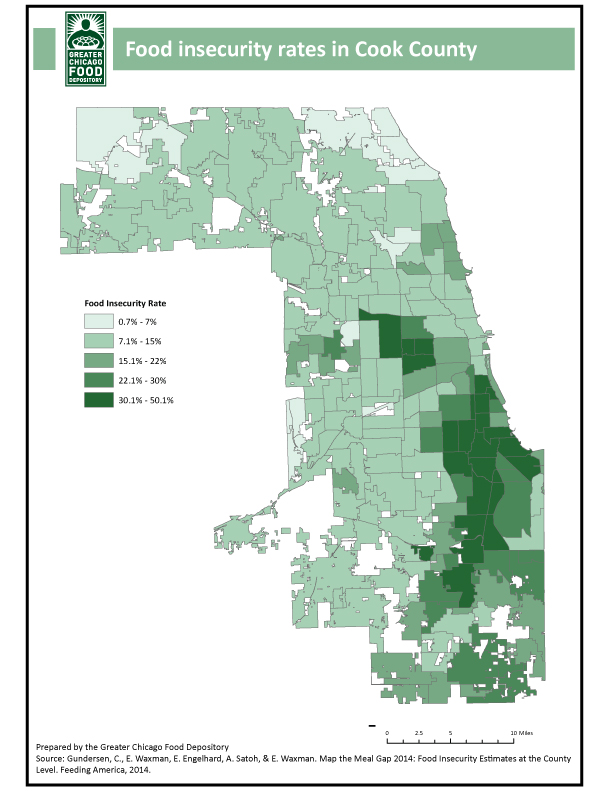 Food insecurity rates in Cook County
GREATER
CHICAGO
FOOD
DEPOSITORY
Food Insecurity Rate
0.7% - 7%
7.1% - 15%
15.1% - 22%
22.1% - 30%
30.1% - 50.1%
0 2.5 5 10 Miles
Prepared by the Greater Chicago Food Depository
Source: Gundersen, C., E. Waxman, E. Engelhard, A. Satoh, & E. Waxman. Map the Meal Gap 2014: Food Insecurity Estimates at the County
Level. Feeding America, 2014.